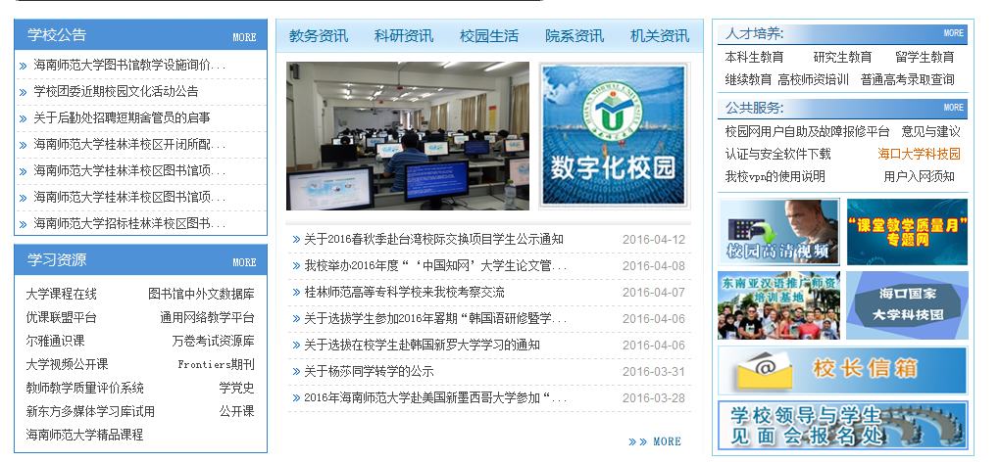 学校公告 MORE
海南师范大学图书馆教学设施询价...
学校团委近期校园文化活动公告
关于后勤处招聘短期舍管员的启事
海南师范大学桂林洋校区开闭所配...
海南师范大学桂林洋校区图书馆项...
海南师范大学桂林洋校区图书馆项...
海南师范大学招标桂林洋校区图书...
学习资源 MORE
大学课程在线 图书馆中外文数据库
优课联盟平台 通用网络教学平台
尔雅通识课 万卷考试资源库
大学视频公开课 Frontiers期刊
教师教学质量评价系统 学党史
新东方多媒体学习库试用 公开课
海南师范大学精品课程
教务资讯 科研资讯 校园生活 院系资讯 机关资讯
数字化校园
关于2016春秋季赴台湾校际交换项目学生公示通知 2016-04-12
我校举办2016年度“‘中国知网’大学生论文管... 2016-04-08
桂林师范高等专科学校来我校考察交流 2016-04-07
关于选拔学生参加2016年暑期“韩国语研修暨学... 2016-04-06
关于选拔在校学生赴韩国新罗大学学习的通知 2016-04-06
关于杨莎同学转学的公示 2016-03-31
2016年海南师范大学赴美国新墨西哥大学参加“... 2016-03-28
MORE
人才培养: MORE
本科生教育 研究生教育 留学生教育
继续教育 高校师资培训 普通高考录取查询
公共服务: MORE
校园网用户自助及故障报修平台 意见与建议
认证与安全软件下载 海口大学科技园
我校vpn的使用说明 用户入网须知
校园高清视频
“课堂教学质量月”
专题网
东南亚汉语推广师资
培训基地
海口国家
大学科技园
校长信箱
学校领导与学生
见面会报名处